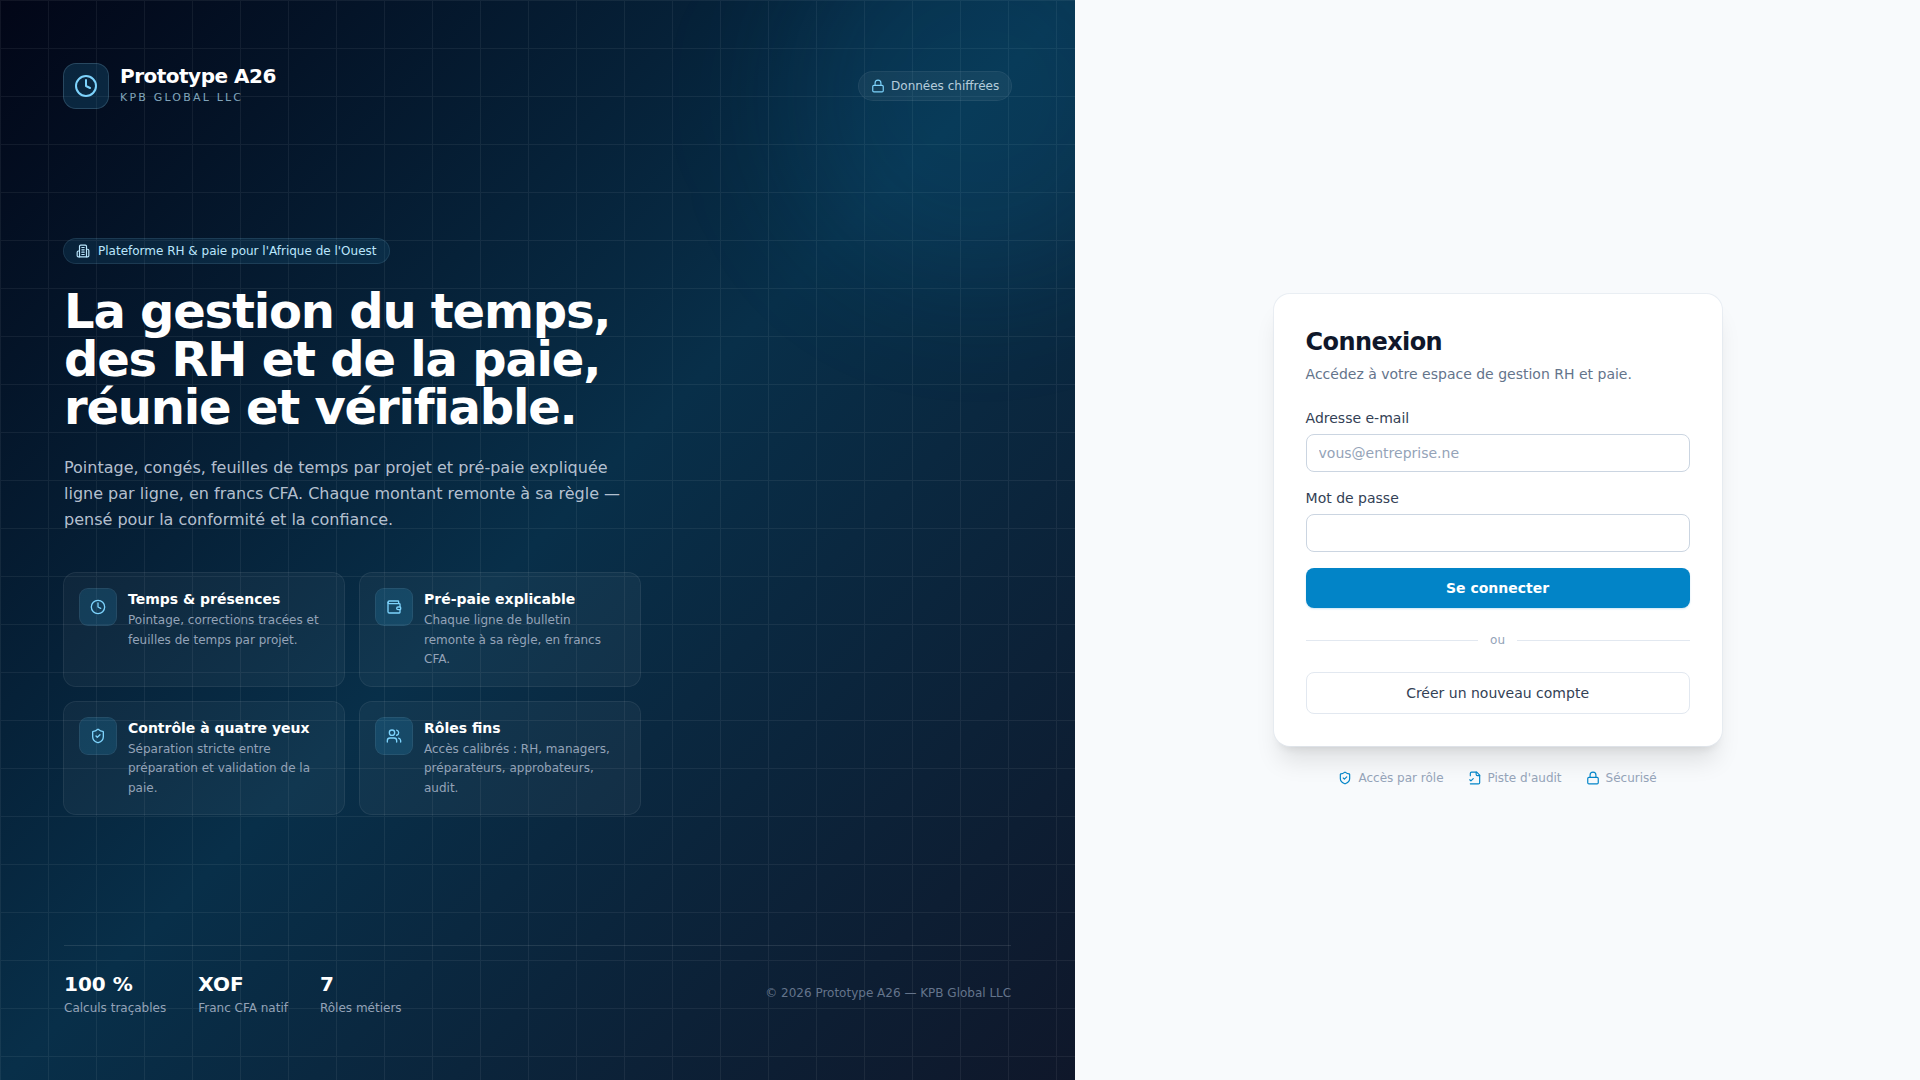 Prototype A26
KPB GLOBAL LLC
Données chiffrées
Plateforme RH & paie pour l'Afrique de l'Ouest
La gestion du temps,
des RH et de la paie,
réunie et vérifiable.
Pointage, congés, feuilles de temps par projet et pré-paie expliquée
ligne par ligne, en francs CFA. Chaque montant remonte à sa règle —
pensé pour la conformité et la confiance.
Temps & présences
Pointage, corrections tracées et
feuilles de temps par projet.
Pré-paie explicable
Chaque ligne de bulletin
remonte à sa règle, en francs
CFA.
Contrôle à quatre yeux
Séparation stricte entre
préparation et validation de la
paie.
Rôles fins
Accès calibrés : RH, managers,
préparateurs, approbateurs,
audit.
100 %
Calculs traçables
XOF
Franc CFA natif
7
Rôles métiers
© 2026 Prototype A26 — KPB Global LLC
Connexion
Accédez à votre espace de gestion RH et paie.
Adresse e-mail
vous@entreprise.ne
Mot de passe
Se connecter
ou
Créer un nouveau compte
Accès par rôle
Piste d'audit
Sécurisé